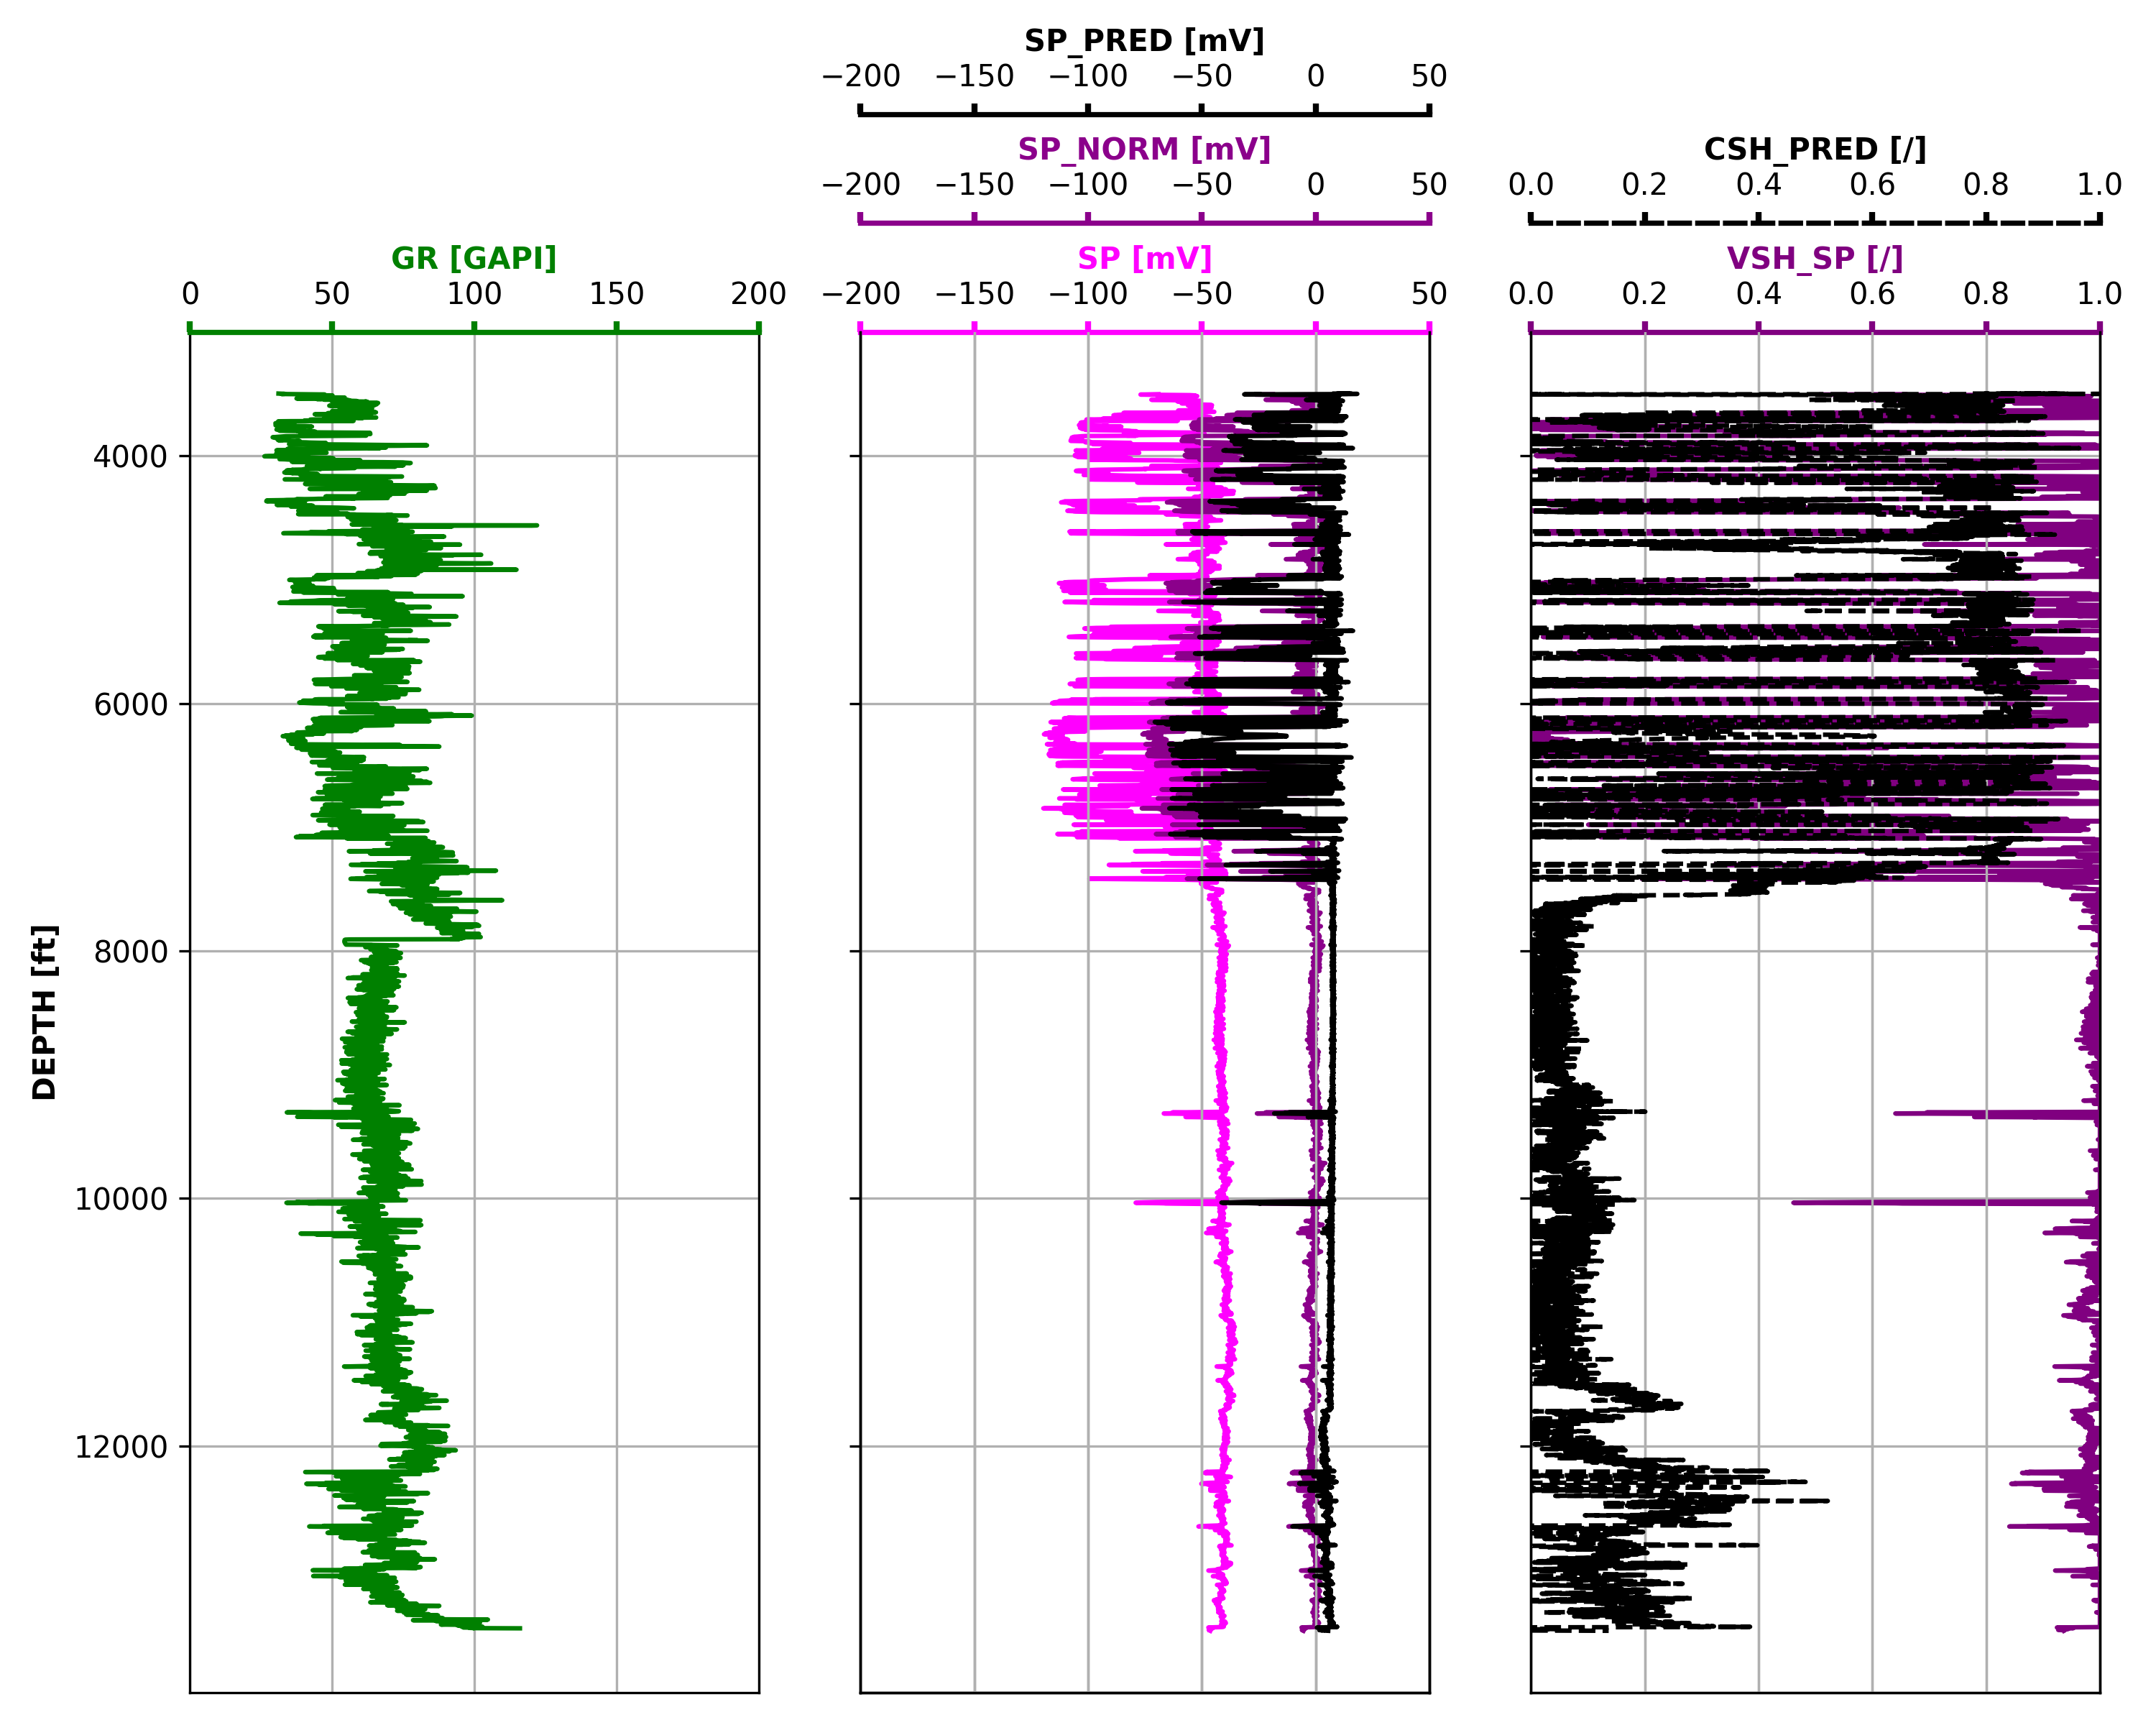 SP_PRED [mV]
−200 −150 −100 −50 0 50
SP_NORM [mV]
CSH_PRED [/]
−200 −150 −100 −50 0 50
0.0 0.2 0.4 0.6 0.8 1.0
GR [GAPI]
SP [mV]
VSH_SP [/]
0 50 100 150 200
−200 −150 −100 −50 0 50
0.0 0.2 0.4 0.6 0.8 1.0
DEPTH [ft]
4000
6000
8000
10000
12000